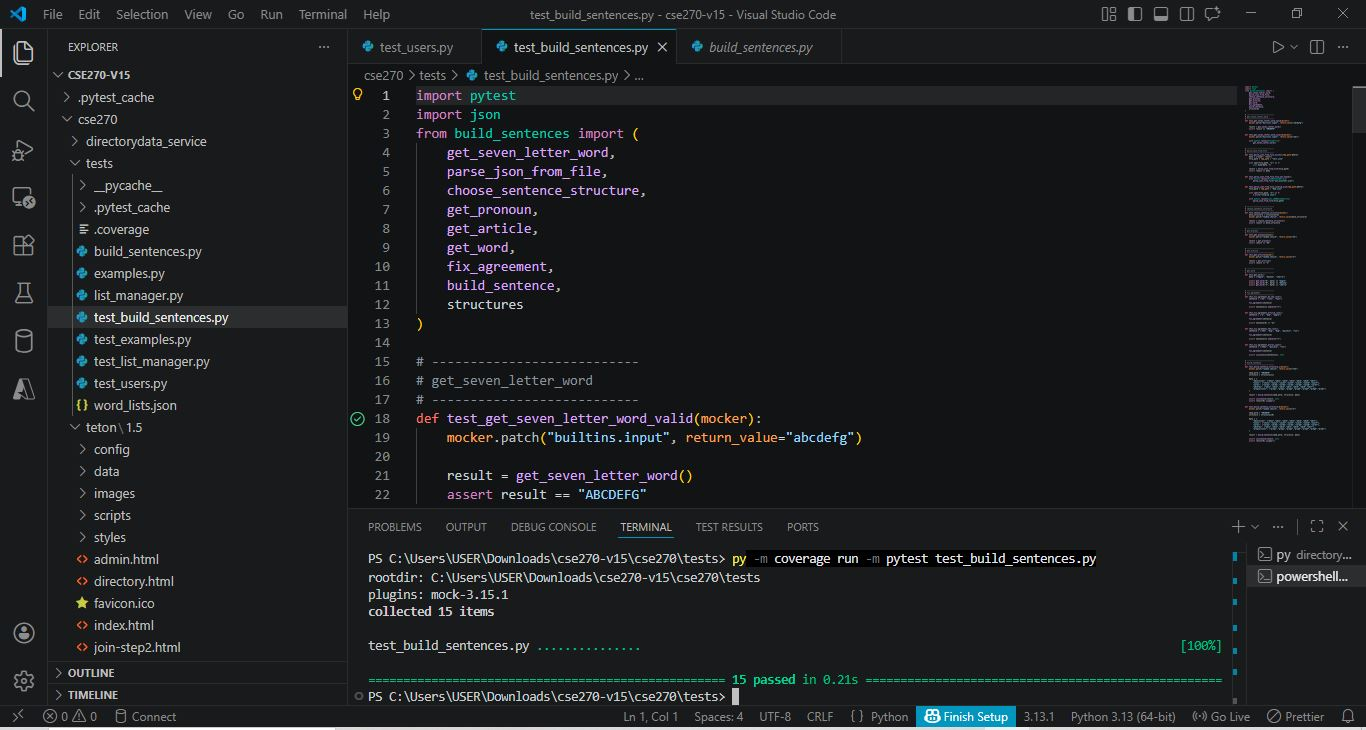 File Edit Selection View Go Run Terminal Help test_build_sentences.py - cse270-v15 - Visual Studio Code
EXPLORER
CSE270-V15
.pytest_cache
cse270
directorydata_service
tests
__pycache__
.pytest_cache
.coverage
build_sentences.py
examples.py
list_manager.py
test_build_sentences.py
test_examples.py
test_list_manager.py
test_users.py
word_lists.json
teton \ 1.5
config
data
images
scripts
styles
admin.html
directory.html
favicon.ico
index.html
join-step2.html
OUTLINE
TIMELINE
test_users.py test_build_sentences.py build_sentences.py
cse270 > tests > test_build_sentences.py > ...
1 import pytest
2 import json
3 from build_sentences import (
4 get_seven_letter_word,
5 parse_json_from_file,
6 choose_sentence_structure,
7 get_pronoun,
8 get_article,
9 get_word,
10 fix_agreement,
11 build_sentence,
12 structures
13 )
14
15 # ---------------------------
16 # get_seven_letter_word
17 # ---------------------------
18 def test_get_seven_letter_word_valid(mocker):
19 mocker.patch("builtins.input", return_value="abcdefg")
20
21 result = get_seven_letter_word()
22 assert result == "ABCDEFG"
PROBLEMS OUTPUT DEBUG CONSOLE TERMINAL TEST RESULTS PORTS
PS C:\Users\USER\Downloads\cse270-v15\cse270\tests> py -m coverage run -m pytest test_build_sentences.py
rootdir: C:\Users\USER\Downloads\cse270-v15\cse270\tests
plugins: mock-3.15.1
collected 15 items
test_build_sentences.py ............... [100%]
=================================================== 15 passed in 0.21s ===================================================
PS C:\Users\USER\Downloads\cse270-v15\cse270\tests>
py directory...
powershell...
0 0 Connect Ln 1, Col 1 Spaces: 4 UTF-8 CRLF { } Python Finish Setup 3.13.1 Python 3.13 (64-bit) Go Live Prettier